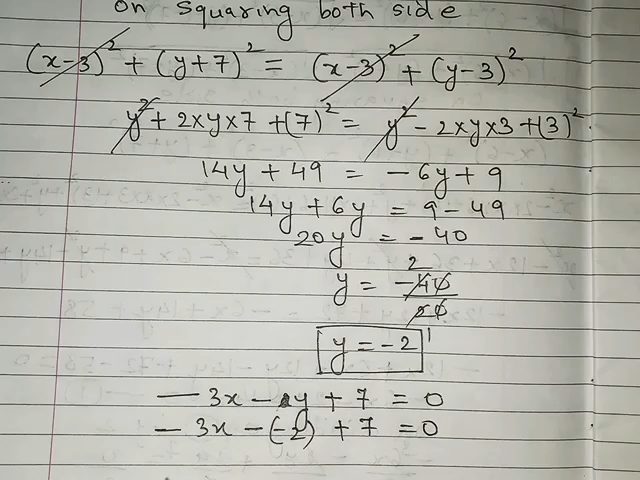 on squaring both side
(x-3)² + (y+7)² = (x-3)² + (y-3)²
y² + 2xyx7 + (7)² = y² - 2xyx3 + (3)²
14y + 49 = - 6y + 9
14y + 6y = 9 - 49
20y = - 40
2
y = -40/20
1
y = -2
- 3x - y + 7 = 0
- 3x - (-2) + 7 = 0